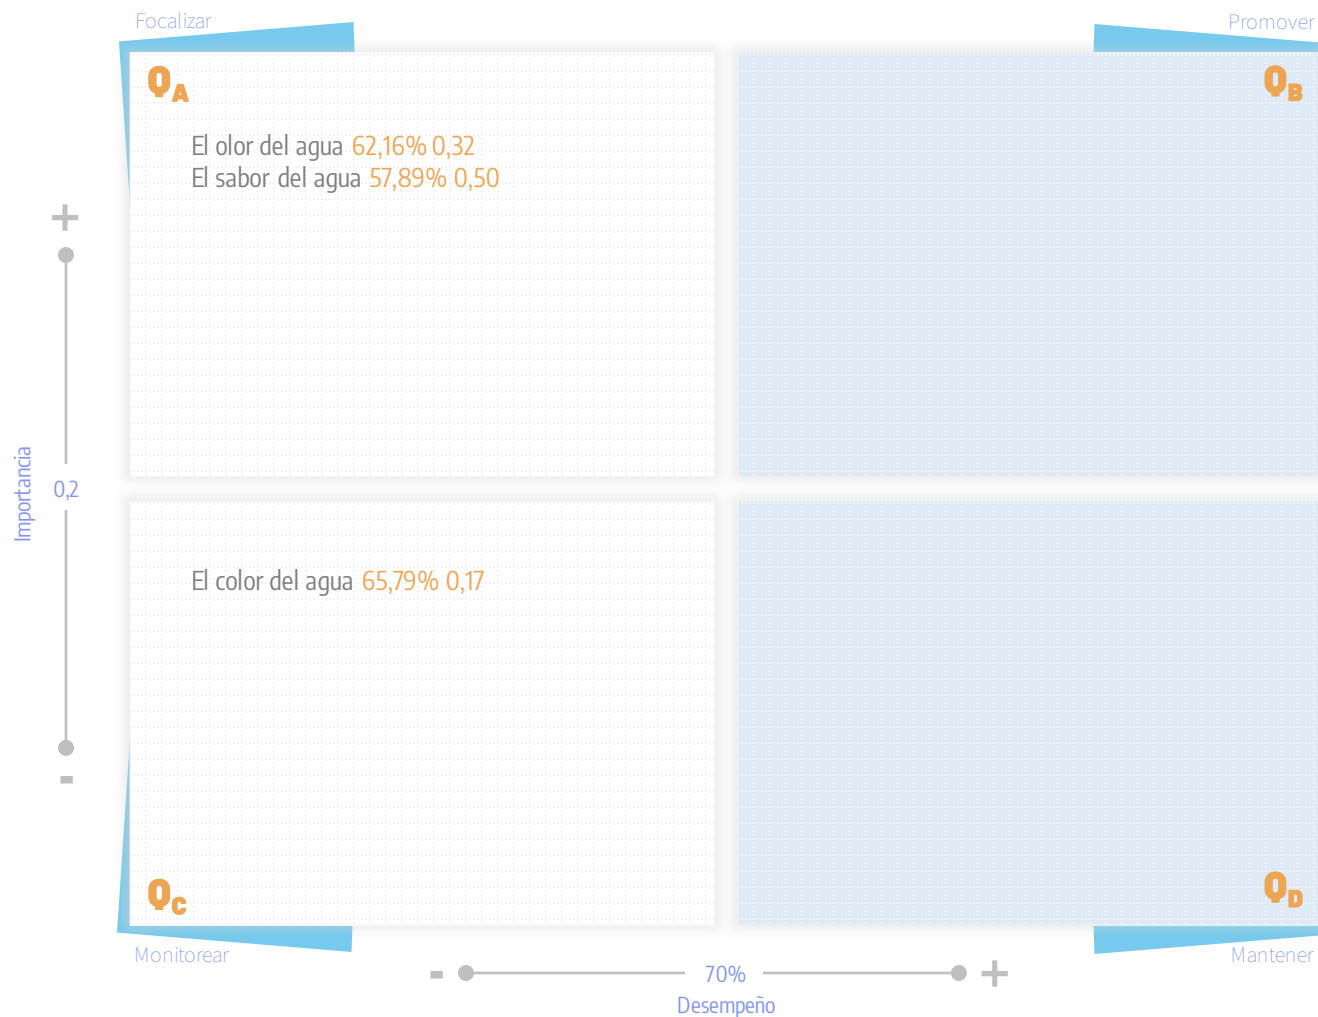 Focalizar
Promover
QA
QB
El olor del agua 62,16% 0,32
El sabor del agua 57,89% 0,50
+
Importancia
0,2
El color del agua 65,79% 0,17
-
QC
QD
Monitorear
Mantener
- 70% +
Desempeño